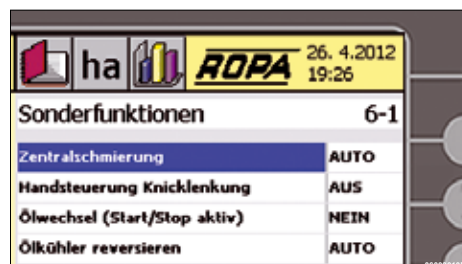 ha ROPA 26. 4.2012
19:26
Sonderfunktionen 6-1
Zentralschmierung AUTO
Handsteuerung Knicklenkung AUS
Ölwechsel (Start/Stop aktiv) NEIN
Ölkühler reversieren AUTO